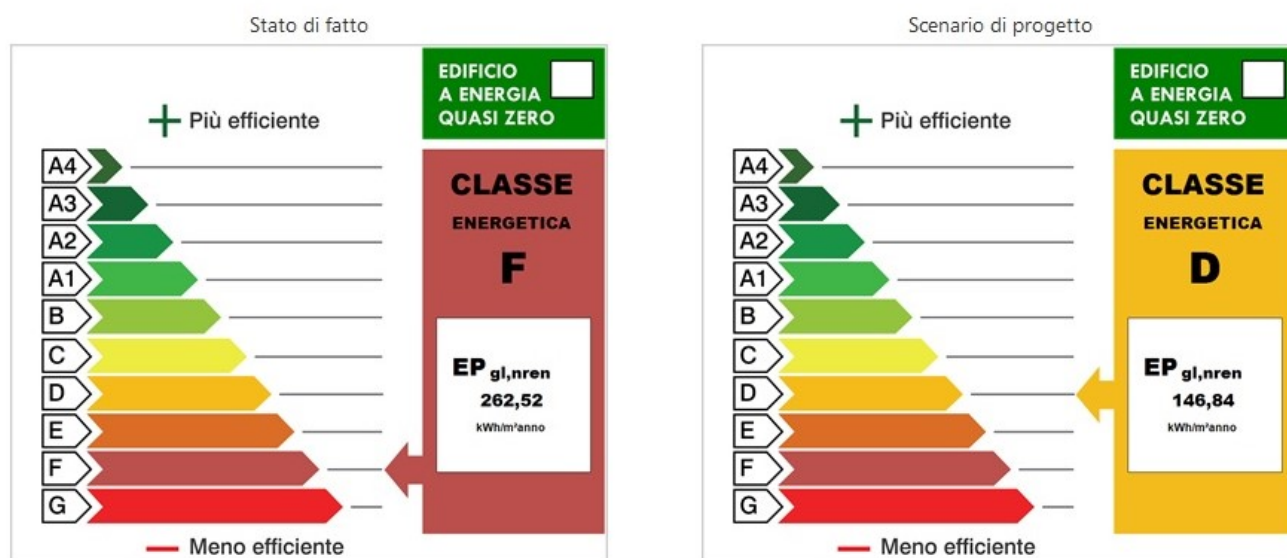 Stato di fatto
EDIFICIO
A ENERGIA
QUASI ZERO
Più efficiente
A4
A3
A2
A1
B
C
D
E
F
G
Meno efficiente
CLASSE
ENERGETICA
F
EP gl,nren
262,52
kWh/m²anno
Scenario di progetto
EDIFICIO
A ENERGIA
QUASI ZERO
Più efficiente
A4
A3
A2
A1
B
C
D
E
F
G
Meno efficiente
CLASSE
ENERGETICA
D
EP gl,nren
146,84
kWh/m²anno